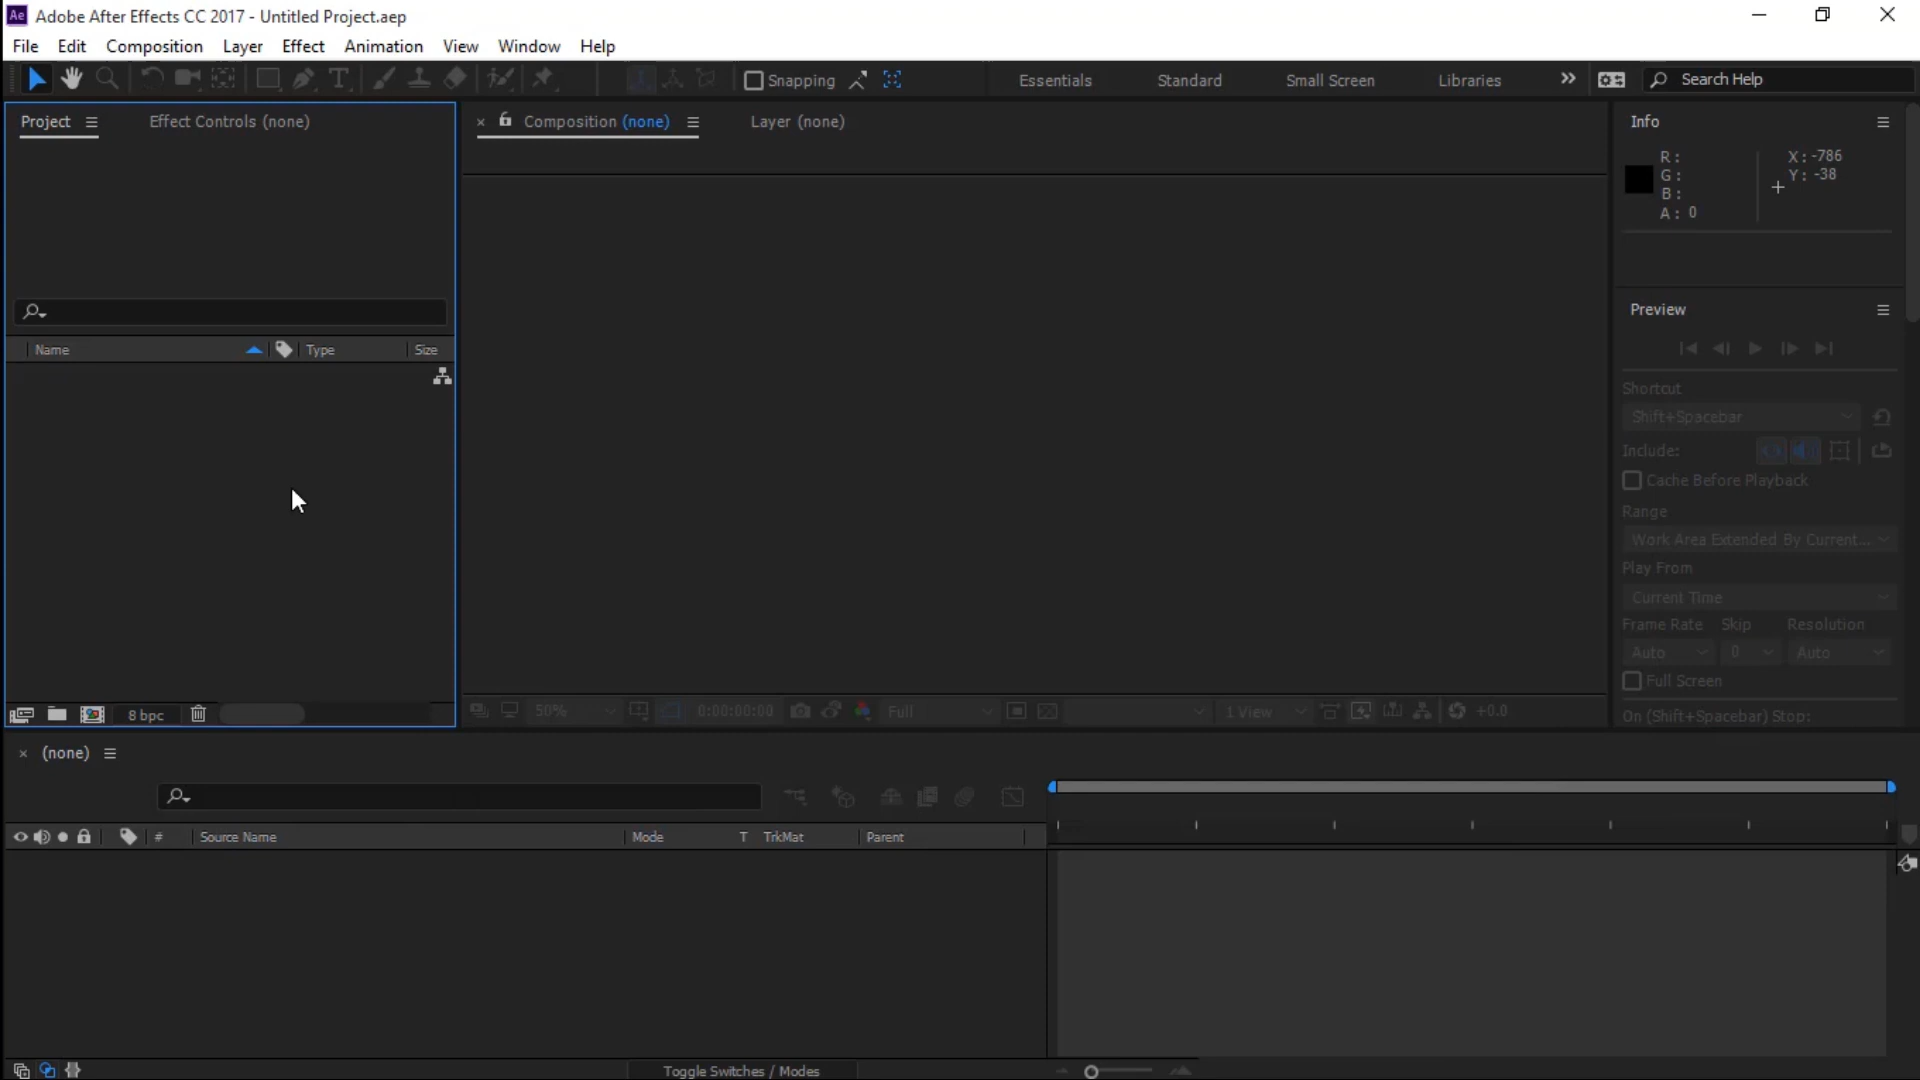 Ae Adobe After Effects CC 2017 - Untitled Project.aep
File Edit Composition Layer Effect Animation View Window Help
T Snapping Essentials Standard Small Screen Libraries Search Help
Project Effect Controls (none) Composition (none) Layer (none) Info
R: X: -786
G: Y: -38
B:
A: 0
Preview
Name Type Size
Shortcut
Shift+Spacebar
Include:
Cache Before Playback
Range
Work Area Extended By Current...
Play From
Current Time
Frame Rate Skip Resolution
Auto 0 Auto
Full Screen
8 bpc 50% 0:00:00:00 Full 1 View +0.0
On (Shift+Spacebar) Stop:
(none)
# Source Name Mode T TrkMat Parent
Toggle Switches / Modes